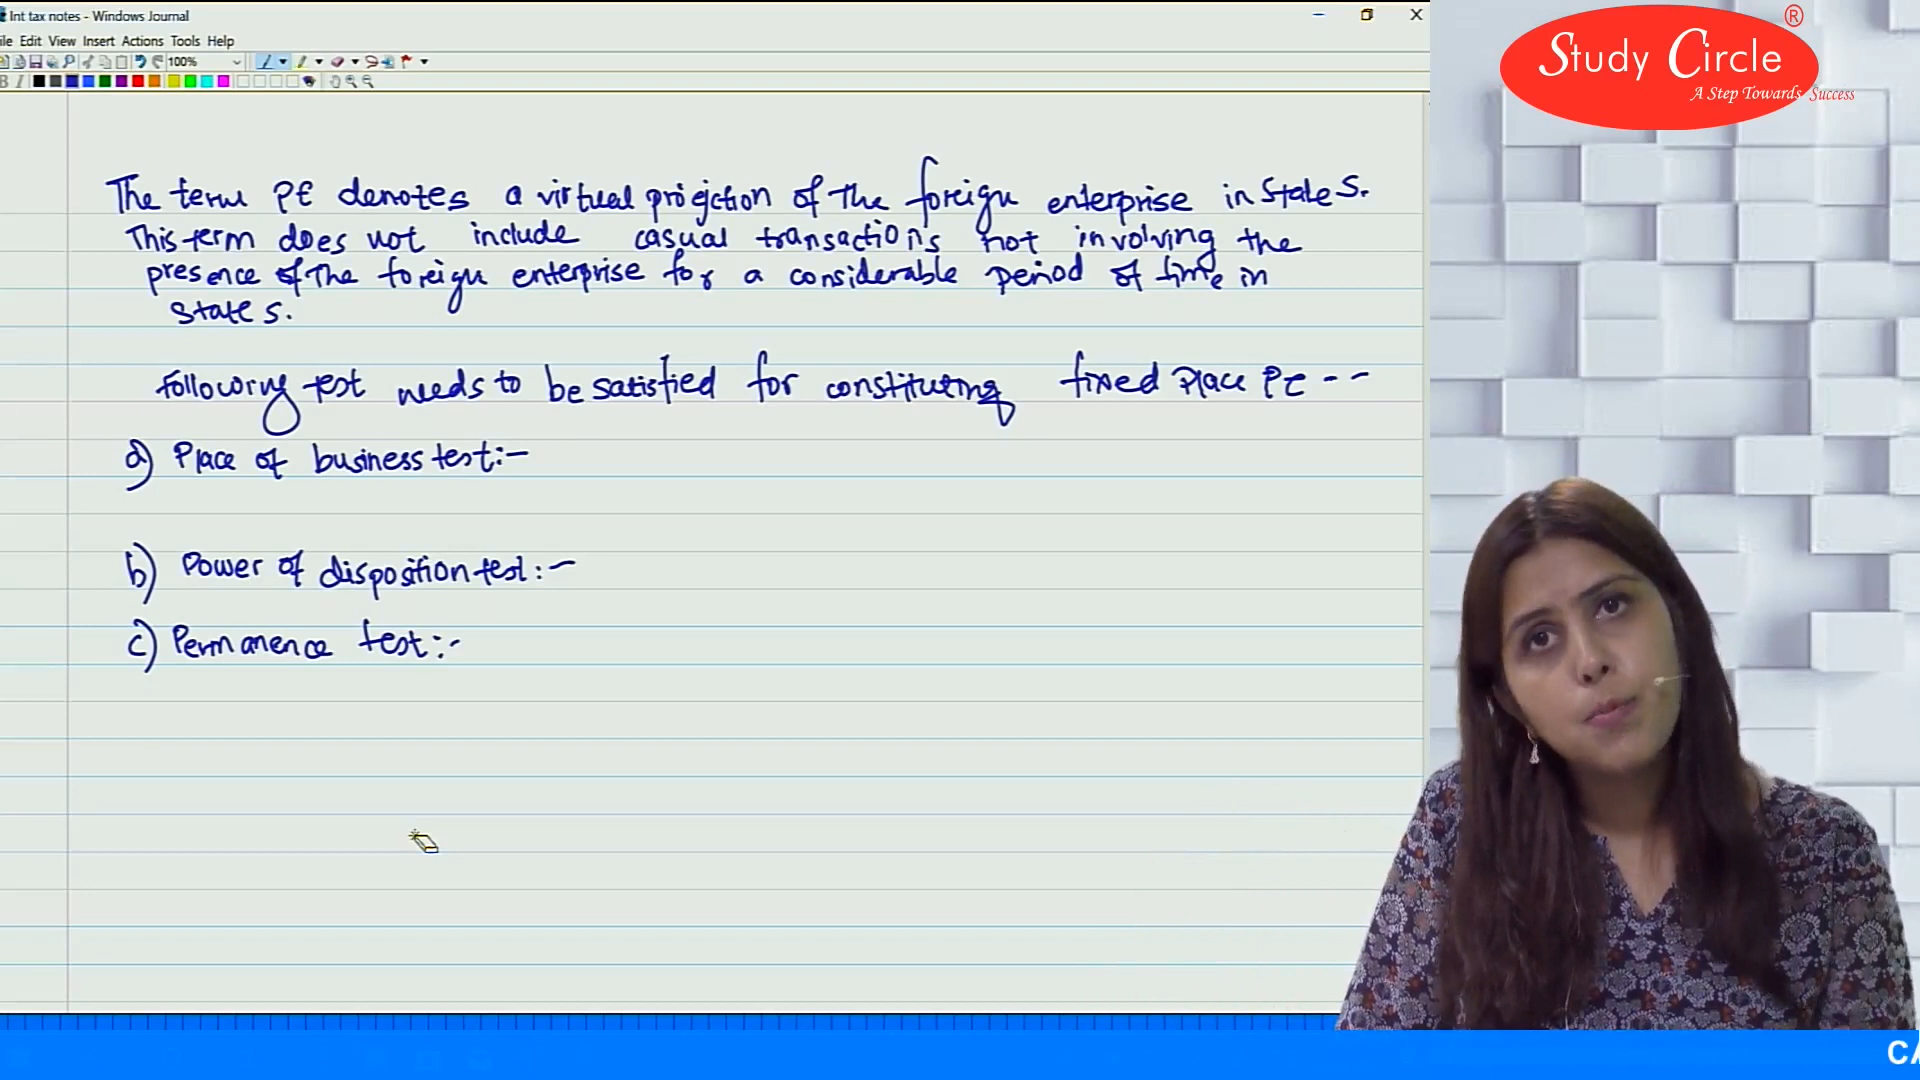 Int tax notes - Windows Journal
ile Edit View Insert Actions Tools Help
100%
B I
Study Circle ®
A Step Towards Success
The term PE denotes a virtual projction of the foreign enterprise in State S.
This term does not include casual transactions not involving the
presence of the foreign enterprise for a considerable period of time in
State S.
following test needs to be satisfied for constituting fixed Place PE --
a) Place of business test:-
b) Power of disposition test:-
c) Permanence test:-
CA